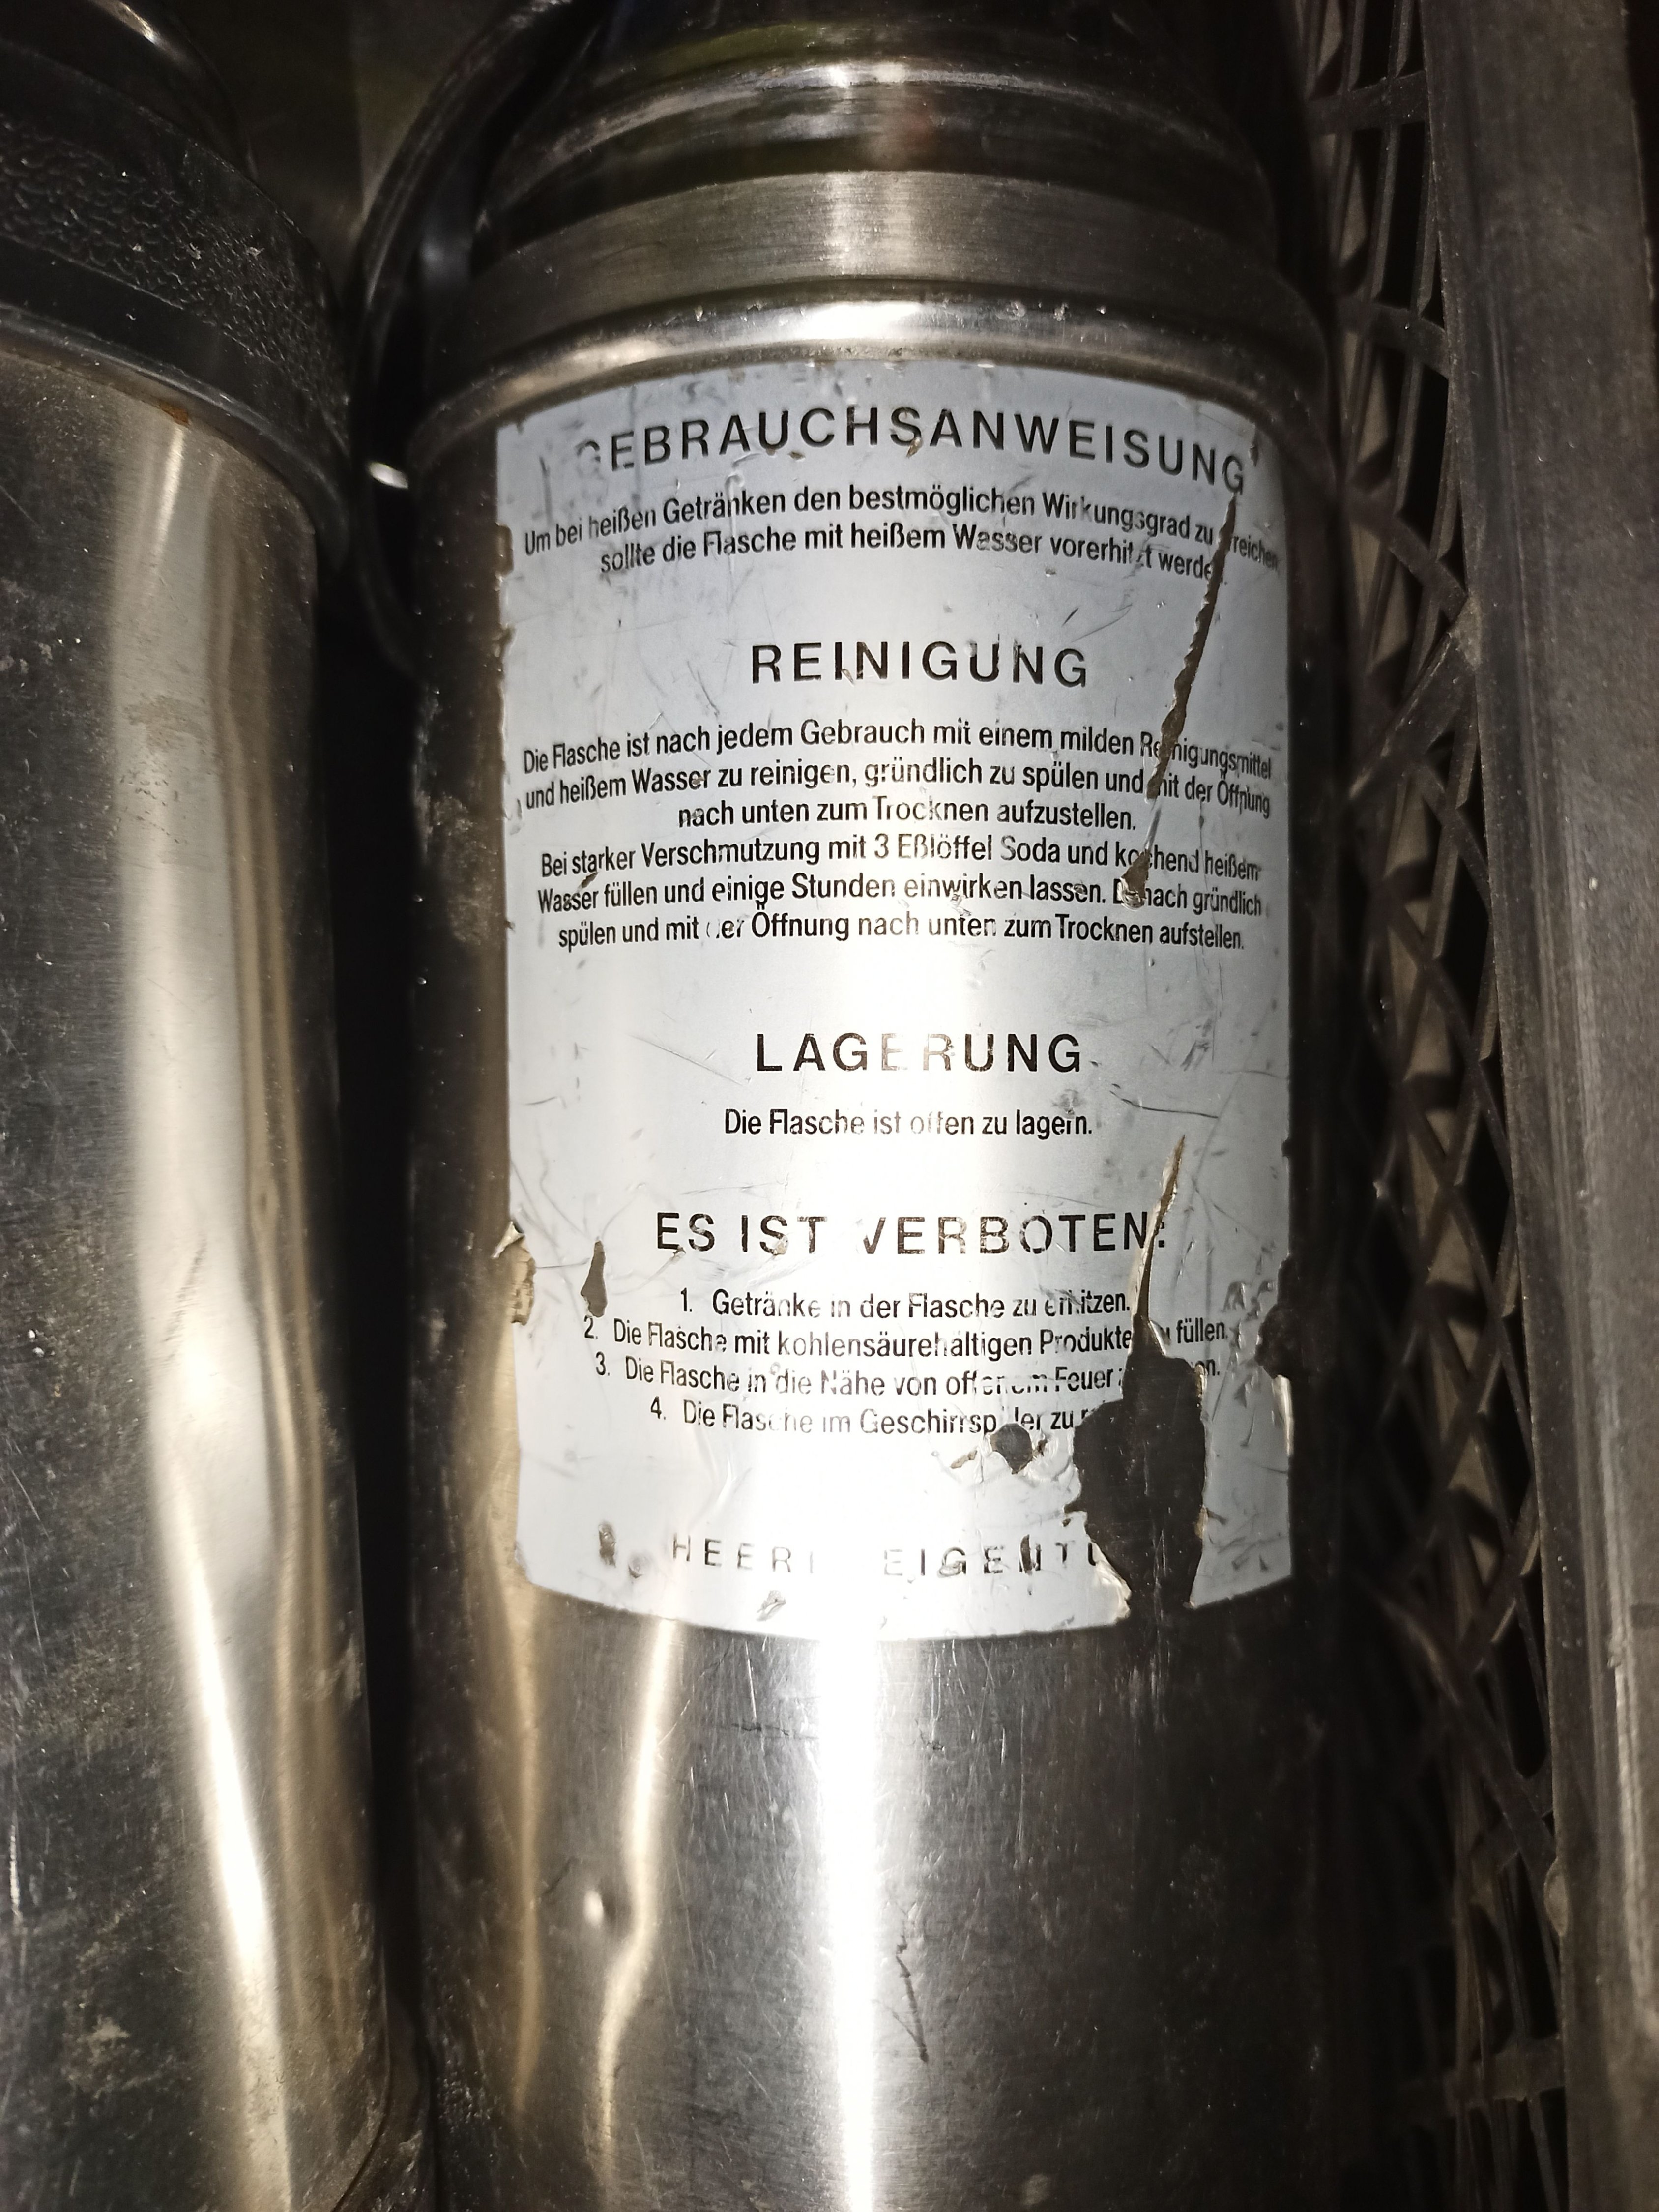 GEBRAUCHSANWEISUNG
Um bei heißen Getränken den bestmöglichen Wirkungsgrad zu erreichen
sollte die Flasche mit heißem Wasser vorerhitzt werden.
REINIGUNG
Die Flasche ist nach jedem Gebrauch mit einem milden Reinigungsmittel
und heißem Wasser zu reinigen, gründlich zu spülen und mit der Öffnung
nach unten zum Trocknen aufzustellen.
Bei starker Verschmutzung mit 3 Eßlöffel Soda und kochend heißem
Wasser füllen und einige Stunden einwirken lassen. Danach gründlich
spülen und mit der Öffnung nach unten zum Trocknen aufstellen.
LAGERUNG
Die Flasche ist offen zu lagern.
ES IST VERBOTEN:
1. Getränke in der Flasche zu erhitzen.
2. Die Flasche mit kohlensäurehaltigen Produkten zu füllen.
3. Die Flasche in die Nähe von offenem Feuer
4. Die Flasche im Geschirrspüler zu